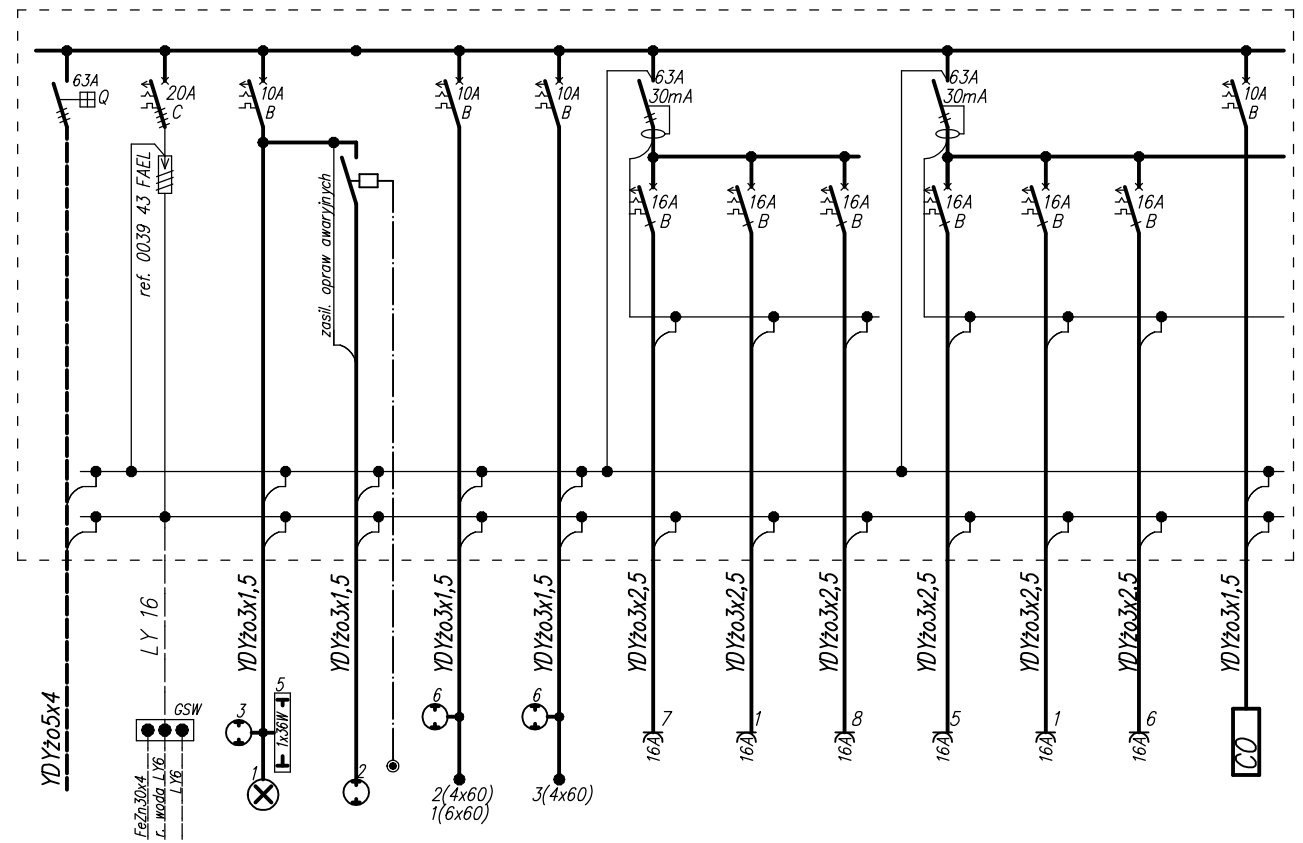 63A
Q
20A
C
10A
B
10A
B
10A
B
63A
30mA
63A
30mA
10A
B
ref. 0039 43 FAEL
zasil. opraw awaryjnych
16A
B
16A
B
16A
B
16A
B
16A
B
16A
B
YDYżo5x4
LY 16
YDYżo3x1,5
YDYżo3x1,5
YDYżo3x1,5
YDYżo3x1,5
YDYżo3x2,5
YDYżo3x2,5
YDYżo3x2,5
YDYżo3x2,5
YDYżo3x2,5
YDYżo3x2,5
YDYżo3x1,5
GSW
FeZn30x4
r. woda LY6
LY6
3
5
1x36W
1
2
6
2(4x60)
1(6x60)
6
3(4x60)
7
16A
1
16A
8
16A
5
16A
1
16A
6
16A
CO